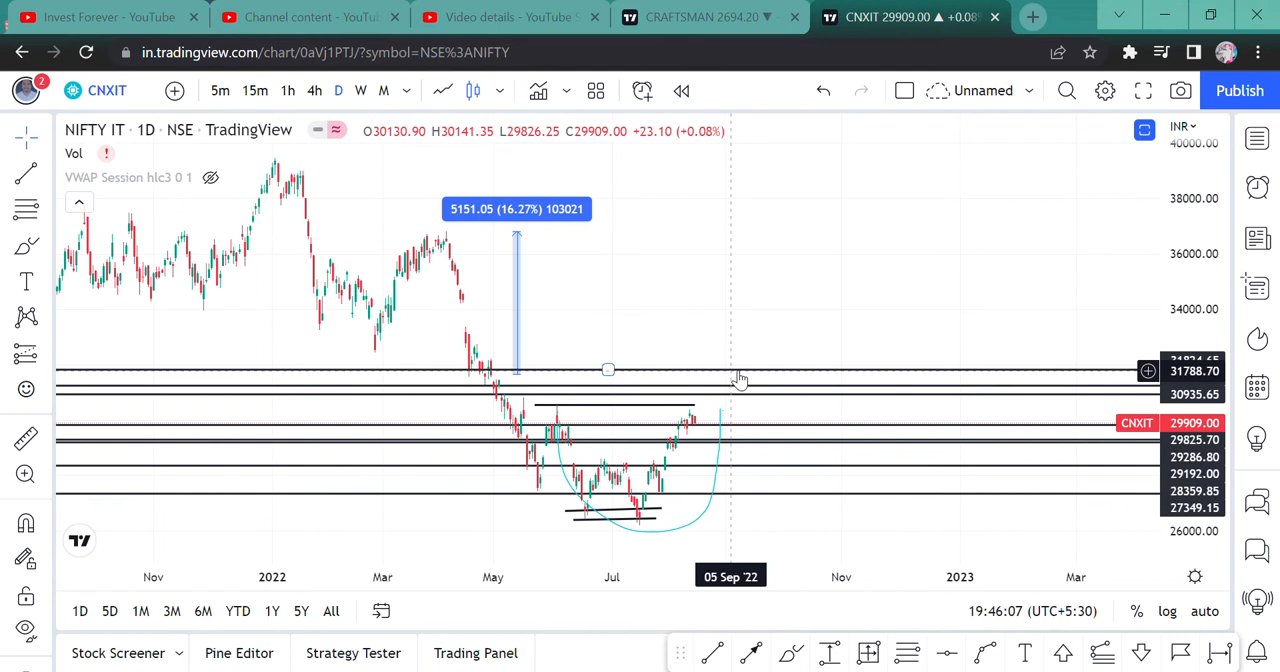 Invest Forever - YouTube
Channel content - YouTu
Video details - YouTube S
CRAFTSMAN 2694.20 ▼
CNXIT 29909.00 ▲ +0.08%
in.tradingview.com/chart/0aVj1PTJ/?symbol=NSE%3ANIFTY
2
CNXIT
5m 15m 1h 4h D W M
Unnamed
Publish
NIFTY IT · 1D · NSE · TradingView
O30130.90 H30141.35 L29826.25 C29909.00 +23.10 (+0.08%)
INR
Vol
VWAP Session hlc3 0 1
5151.05 (16.27%) 103021
40000.00
38000.00
36000.00
34000.00
31788.70
30935.65
CNXIT 29909.00
29825.70
29286.80
29192.00
28359.85
27349.15
26000.00
Nov 2022 Mar May Jul 05 Sep '22 Nov 2023 Mar
1D 5D 1M 3M 6M YTD 1Y 5Y All
19:46:07 (UTC+5:30) % log auto
Stock Screener Pine Editor Strategy Tester Trading Panel